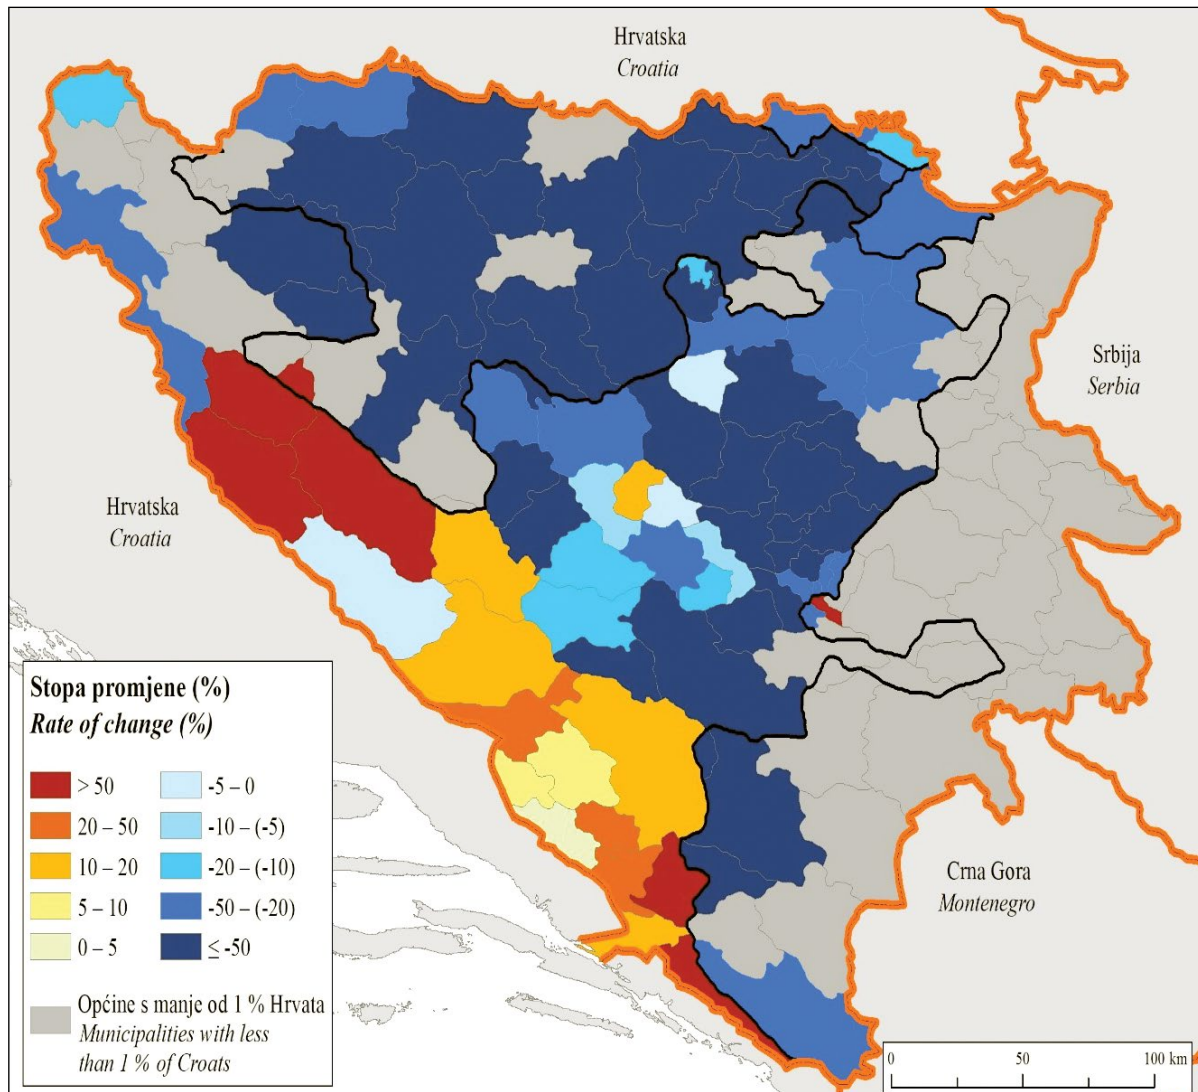 Hrvatska
Croatia
Srbija
Serbia
Hrvatska
Croatia
Crna Gora
Montenegro
Stopa promjene (%)
Rate of change (%)
> 50
20 – 50
10 – 20
5 – 10
0 – 5
-5 – 0
-10 – (-5)
-20 – (-10)
-50 – (-20)
≤ -50
Općine s manje od 1 % Hrvata
Municipalities with less
than 1 % of Croats
0 50 100 km